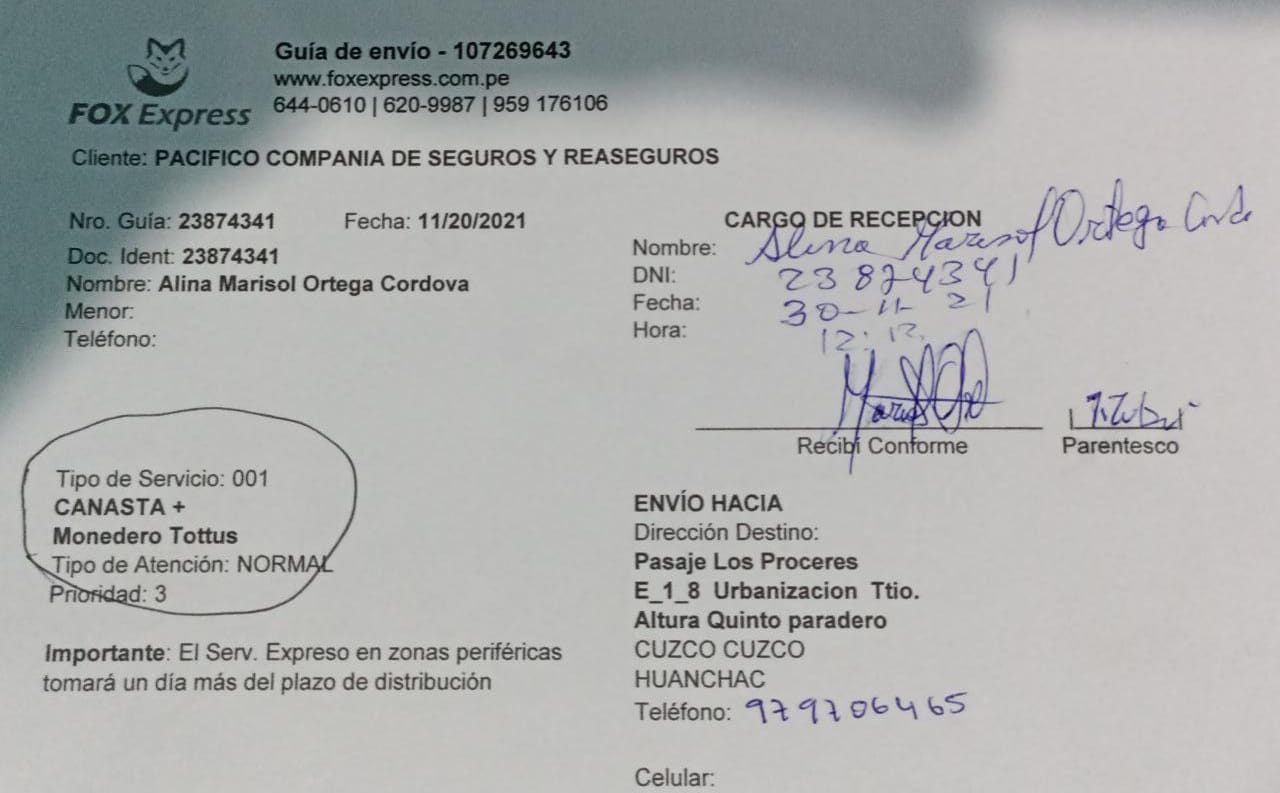 FOX Express
Guía de envío - 107269643
www.foxexpress.com.pe
644-0610 | 620-9987 | 959 176106
Cliente: PACIFICO COMPANIA DE SEGUROS Y REASEGUROS
Nro. Guía: 23874341 Fecha: 11/20/2021
Doc. Ident: 23874341
Nombre: Alina Marisol Ortega Cordova
Menor:
Teléfono:
CARGO DE RECEPCION
Nombre: Alina Marisol Ortega
DNI: 23874341
Fecha: 30-11-21
Hora: 12:12
Recibí Conforme
Parentesco
Tipo de Servicio: 001
CANASTA +
Monedero Tottus
Tipo de Atención: NORMAL
Prioridad: 3
Importante: El Serv. Expreso en zonas periféricas
tomará un día más del plazo de distribución
ENVÍO HACIA
Dirección Destino:
Pasaje Los Proceres
E_1_8 Urbanizacion Ttio.
Altura Quinto paradero
CUZCO CUZCO
HUANCHAC
Teléfono: 979706465
Celular: